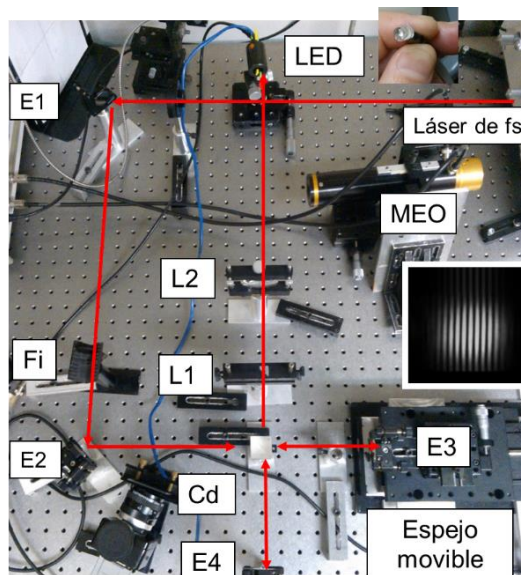 LED
E1
Láser de fs
MEO
L2
Fi
L1
E2
E3
Cd
E4
Espejo
movible